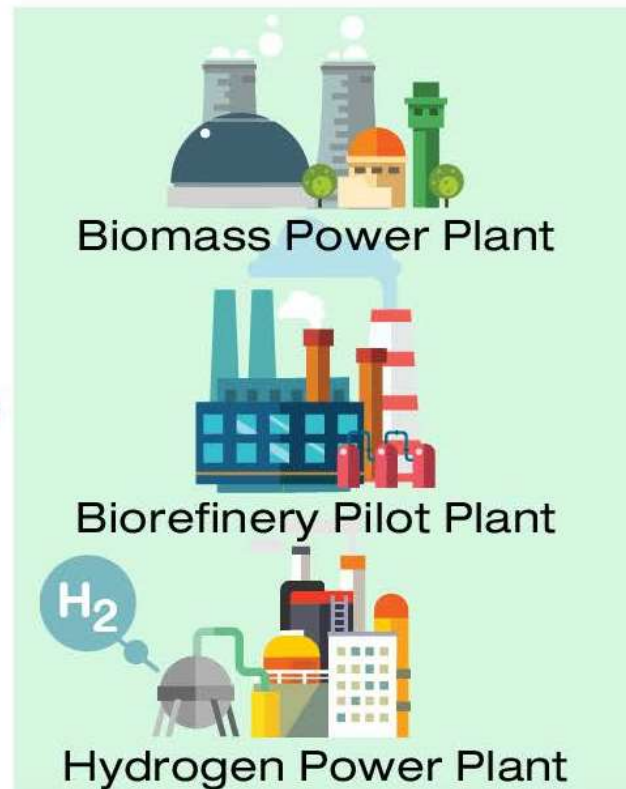 Biomass Power Plant
Biorefinery Pilot Plant
H₂
Hydrogen Power Plant